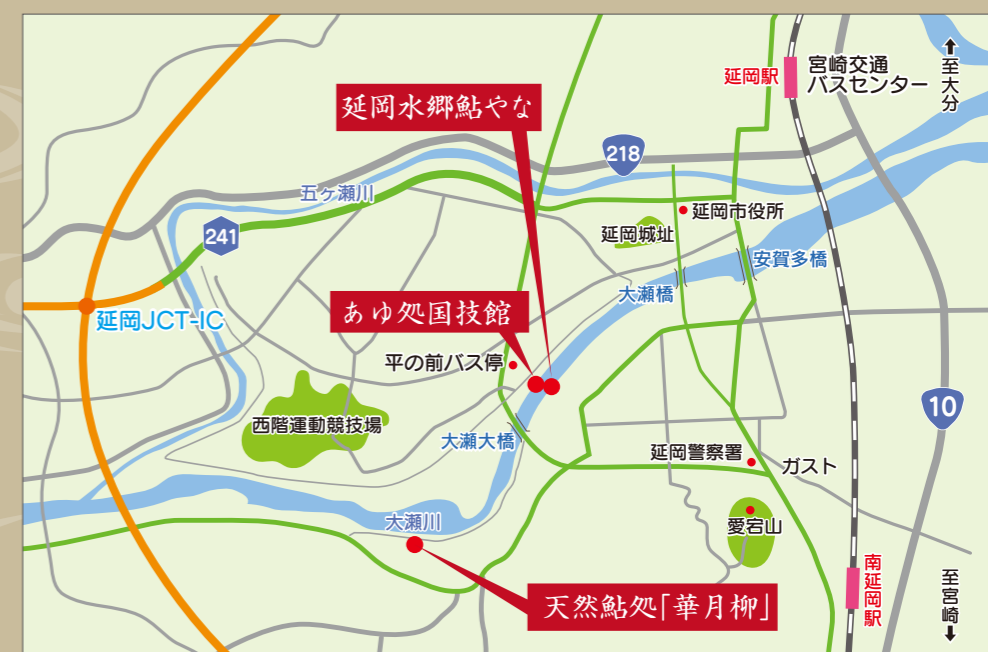 延岡駅
宮崎交通
バスセンター
至大分
延岡水郷鮎やな
218
五ヶ瀬川
延岡市役所
延岡城址
241
安賀多橋
大瀬橋
延岡JCT-IC
あゆ処国技館
平の前バス停
10
西階運動競技場
大瀬大橋
延岡警察署
ガスト
大瀬川
愛宕山
南延岡駅
至宮崎
天然鮎処「華月柳」